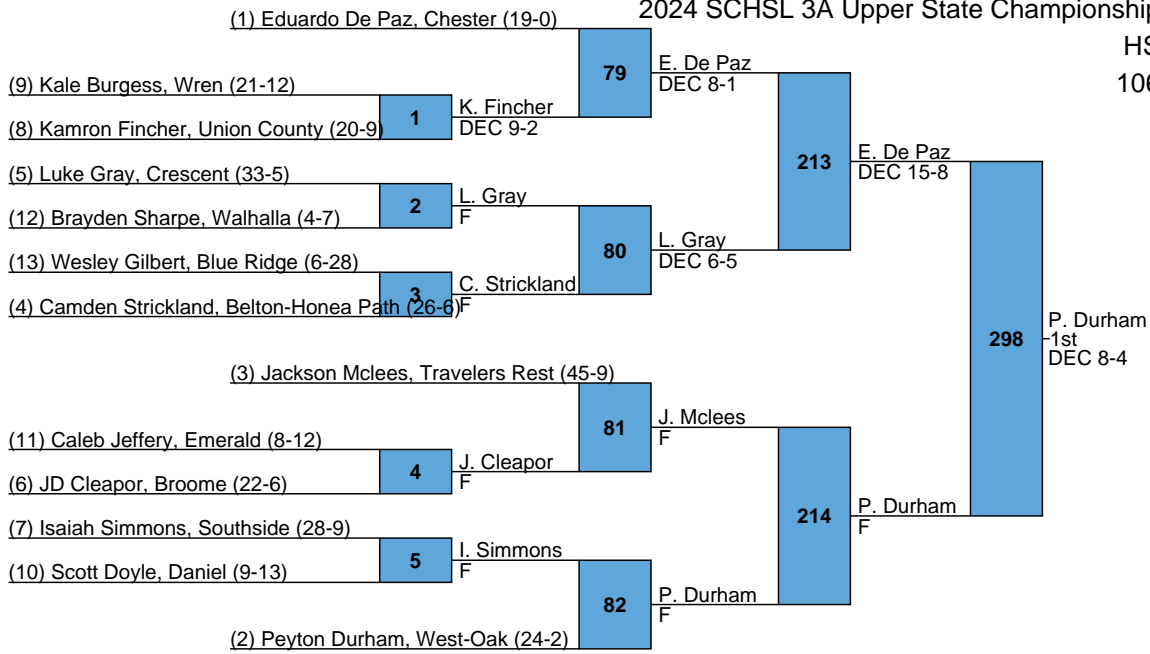 2024 SCHSL 3A Upper State Championship
HS
106
(1) Eduardo De Paz, Chester (19-0)
79
E. De Paz
DEC 8-1
(9) Kale Burgess, Wren (21-12)
1
K. Fincher
DEC 9-2
(8) Kamron Fincher, Union County (20-9)
213
E. De Paz
DEC 15-8
(5) Luke Gray, Crescent (33-5)
2
L. Gray
F
(12) Brayden Sharpe, Walhalla (4-7)
80
L. Gray
DEC 6-5
(13) Wesley Gilbert, Blue Ridge (6-28)
3
C. Strickland
F
(4) Camden Strickland, Belton-Honea Path (26-6)
298
P. Durham
1st
DEC 8-4
(3) Jackson Mclees, Travelers Rest (45-9)
81
J. Mclees
F
(11) Caleb Jeffery, Emerald (8-12)
4
J. Cleapor
F
(6) JD Cleapor, Broome (22-6)
214
P. Durham
F
(7) Isaiah Simmons, Southside (28-9)
5
I. Simmons
F
(10) Scott Doyle, Daniel (9-13)
82
P. Durham
F
(2) Peyton Durham, West-Oak (24-2)